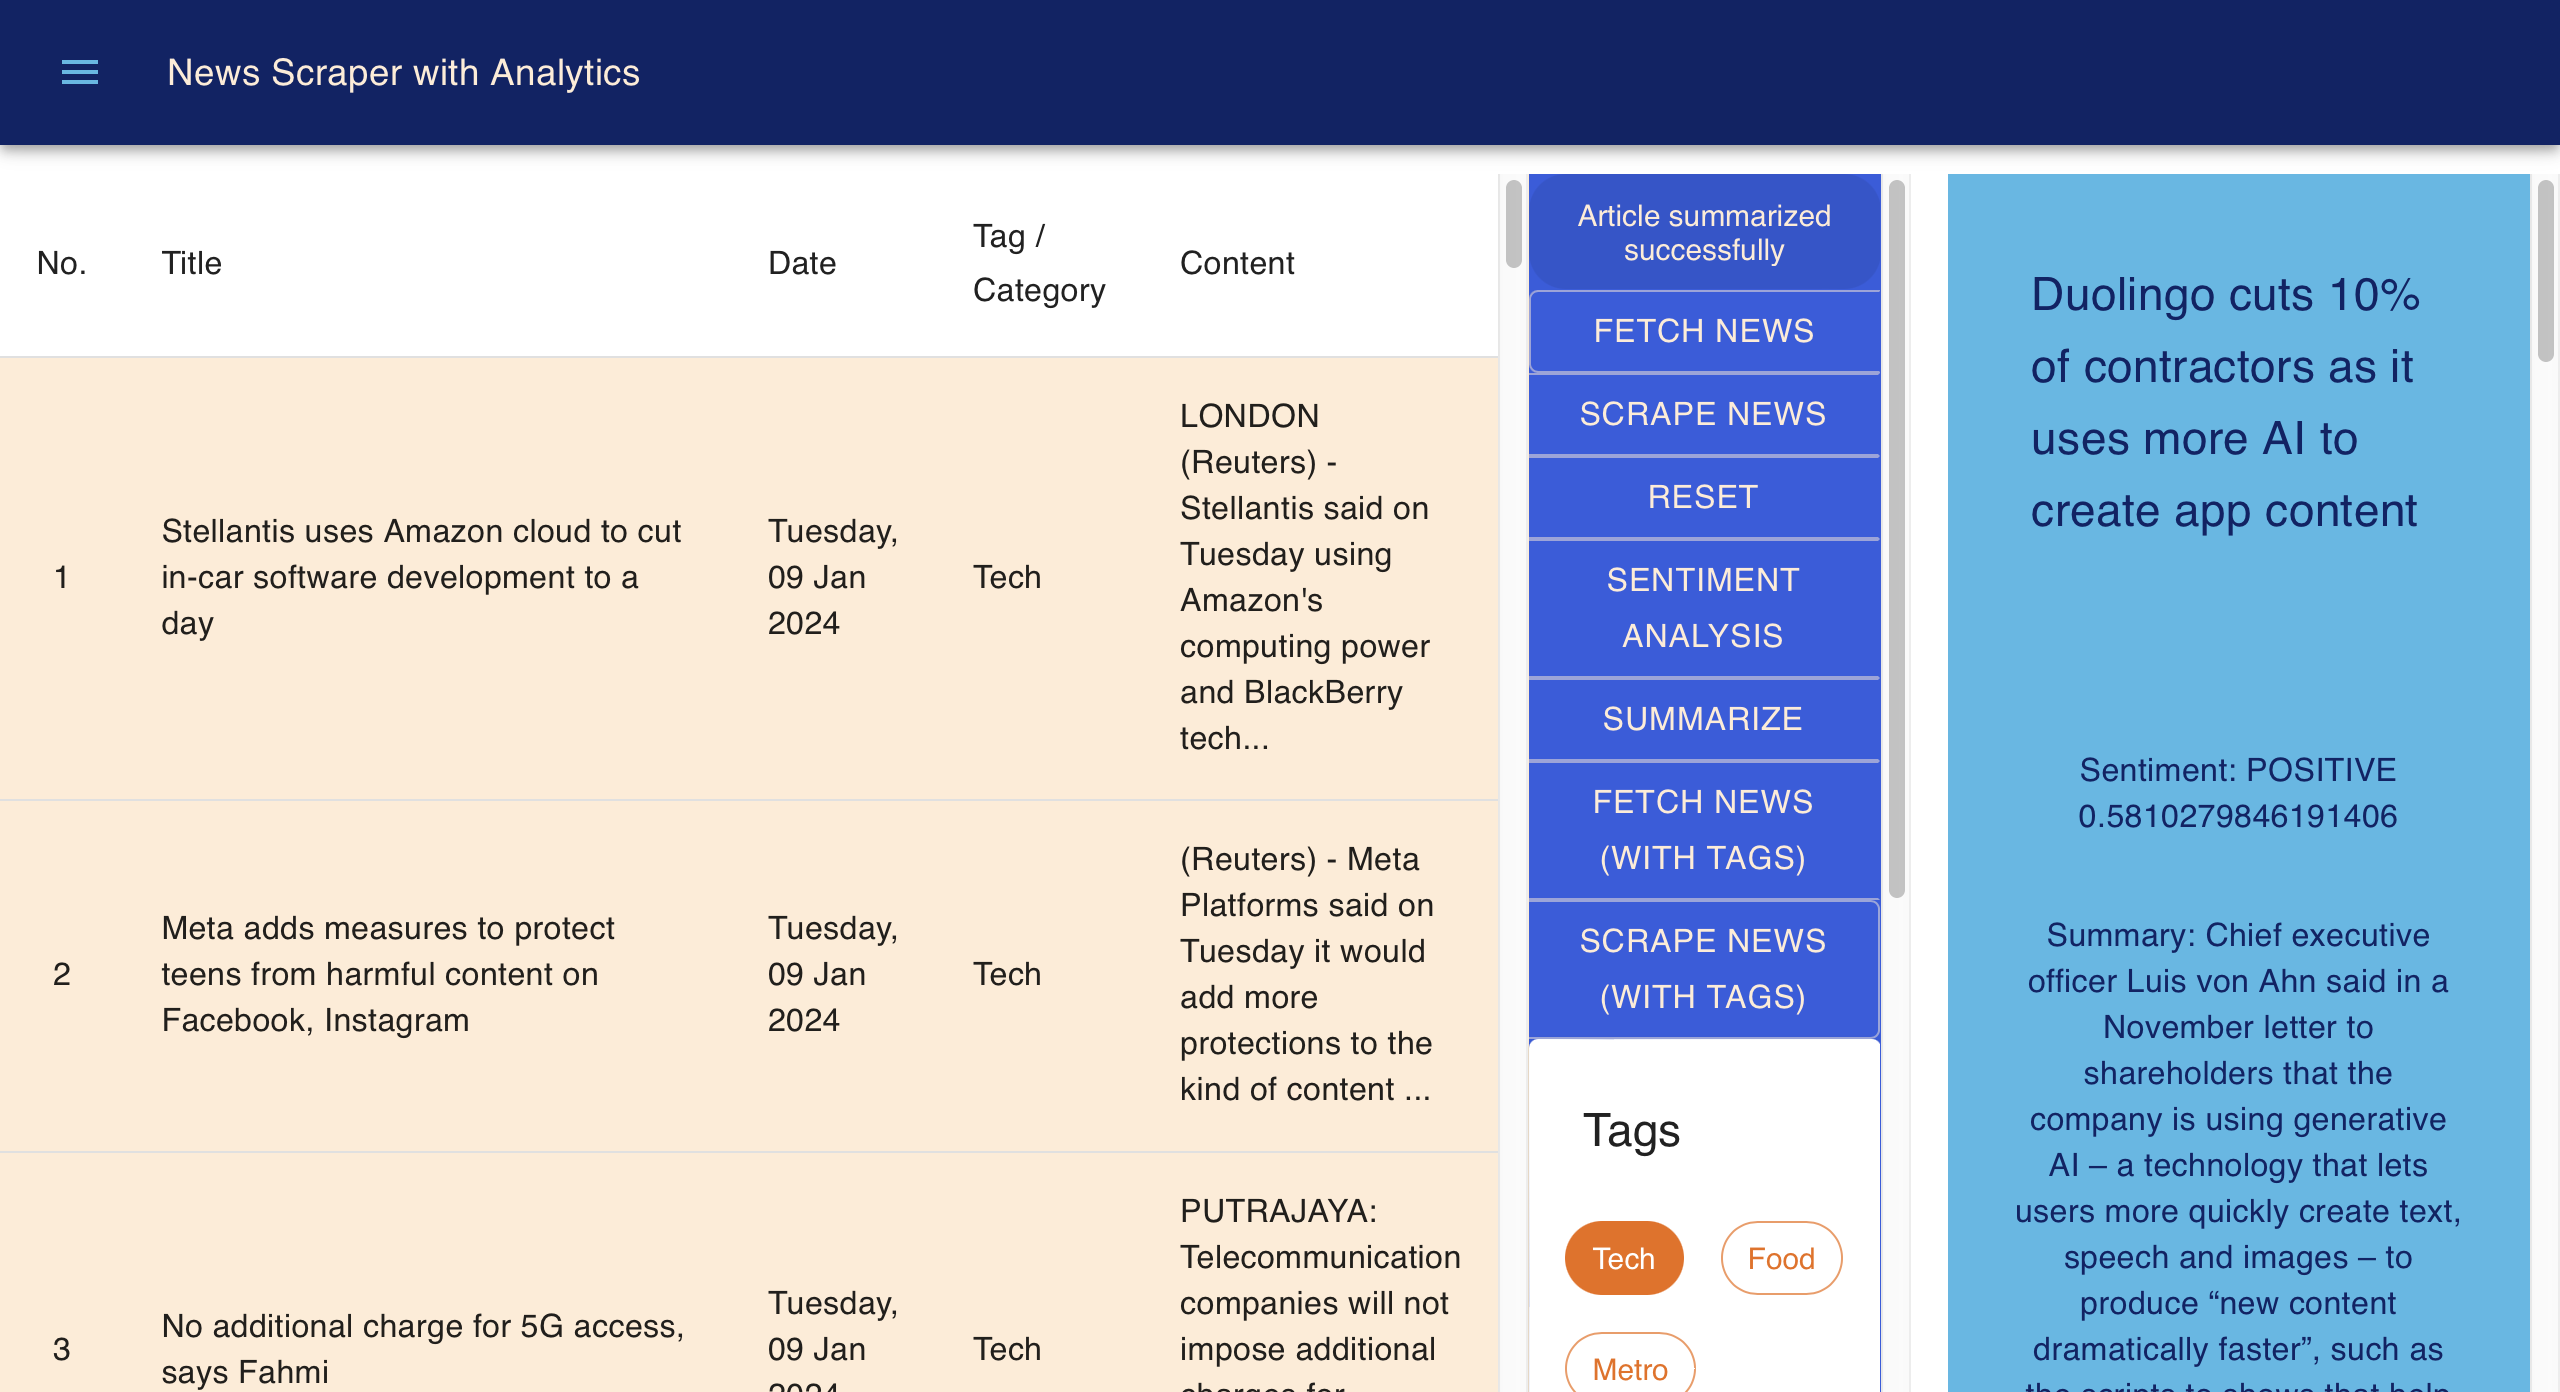 News Scraper with Analytics
No.
Title
Date
Tag /
Category
Content
1
Stellantis uses Amazon cloud to cut
in-car software development to a
day
Tuesday,
09 Jan
2024
Tech
LONDON
(Reuters) -
Stellantis said on
Tuesday using
Amazon's
computing power
and BlackBerry
tech...
2
Meta adds measures to protect
teens from harmful content on
Facebook, Instagram
Tuesday,
09 Jan
2024
Tech
(Reuters) - Meta
Platforms said on
Tuesday it would
add more
protections to the
kind of content ...
3
No additional charge for 5G access,
says Fahmi
Tuesday,
09 Jan
2024
Tech
PUTRAJAYA:
Telecommunication
companies will not
impose additional
charges for
Article summarized
successfully
FETCH NEWS
SCRAPE NEWS
RESET
SENTIMENT
ANALYSIS
SUMMARIZE
FETCH NEWS
(WITH TAGS)
SCRAPE NEWS
(WITH TAGS)
Tags
Tech
Food
Metro
Duolingo cuts 10%
of contractors as it
uses more AI to
create app content
Sentiment: POSITIVE
0.5810279846191406
Summary: Chief executive
officer Luis von Ahn said in a
November letter to
shareholders that the
company is using generative
AI – a technology that lets
users more quickly create text,
speech and images – to
produce “new content
dramatically faster”, such as
the scripts to shows that help